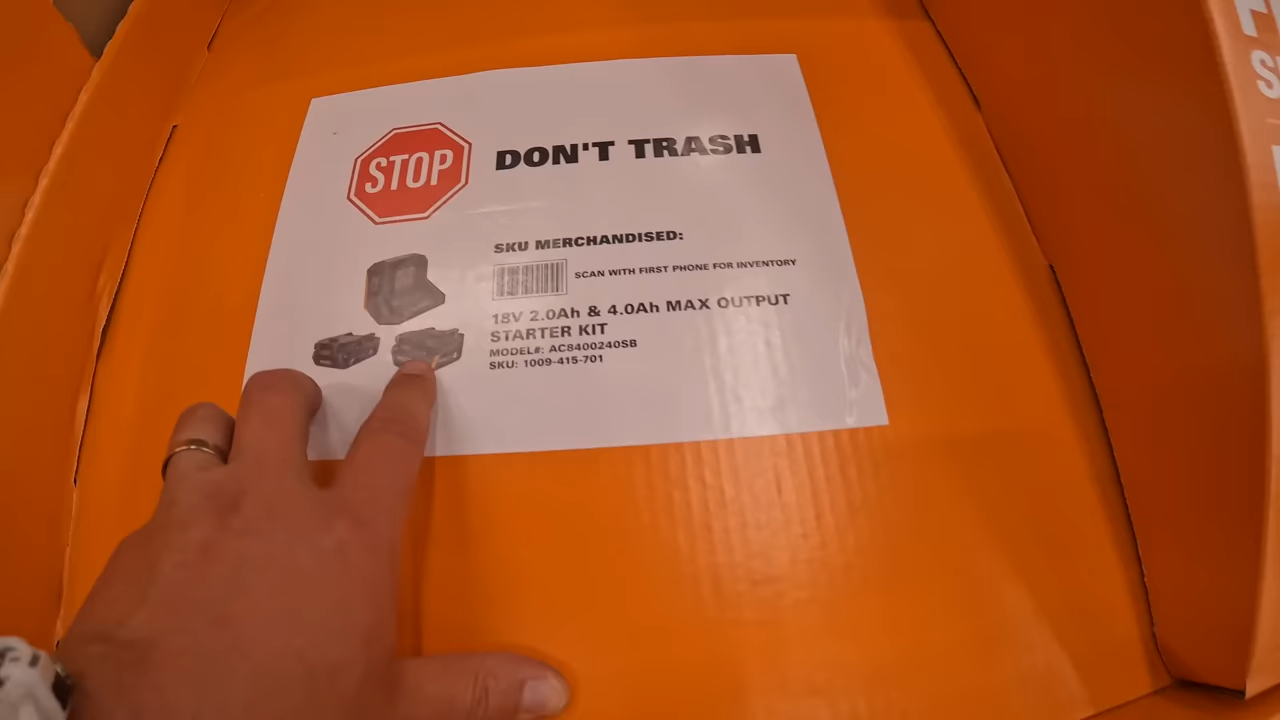 STOP
DON'T TRASH
SKU MERCHANDISED:
SCAN WITH FIRST PHONE FOR INVENTORY
18V 2.0Ah & 4.0Ah MAX OUTPUT
STARTER KIT
MODEL#: AC8400240SB
SKU: 1009-415-701